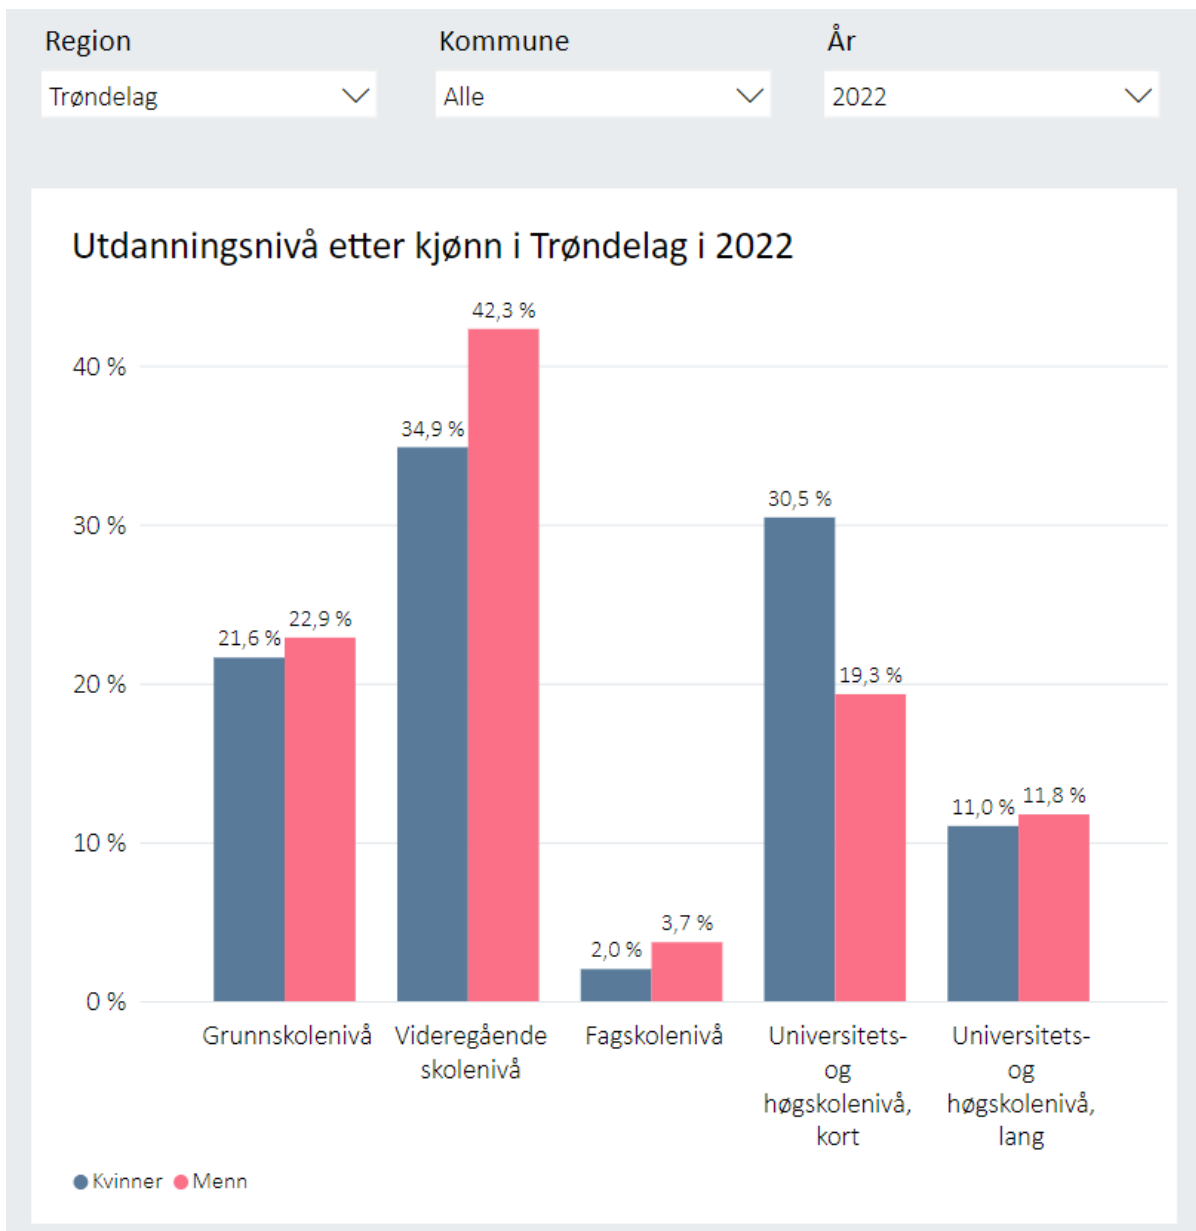 Region
Kommune
År
Trøndelag
Alle
2022
Utdanningsnivå etter kjønn i Trøndelag i 2022
42,3 %
40 %
34,9 %
30,5 %
30 %
22,9 %
21,6 %
20 %
19,3 %
11,8 %
11,0 %
10 %
3,7 %
2,0 %
0 %
Grunnskolenivå
Videregående
skolenivå
Fagskolenivå
Universitets-
og
høgskolenivå,
kort
Universitets-
og
høgskolenivå,
lang
Kvinner
Menn